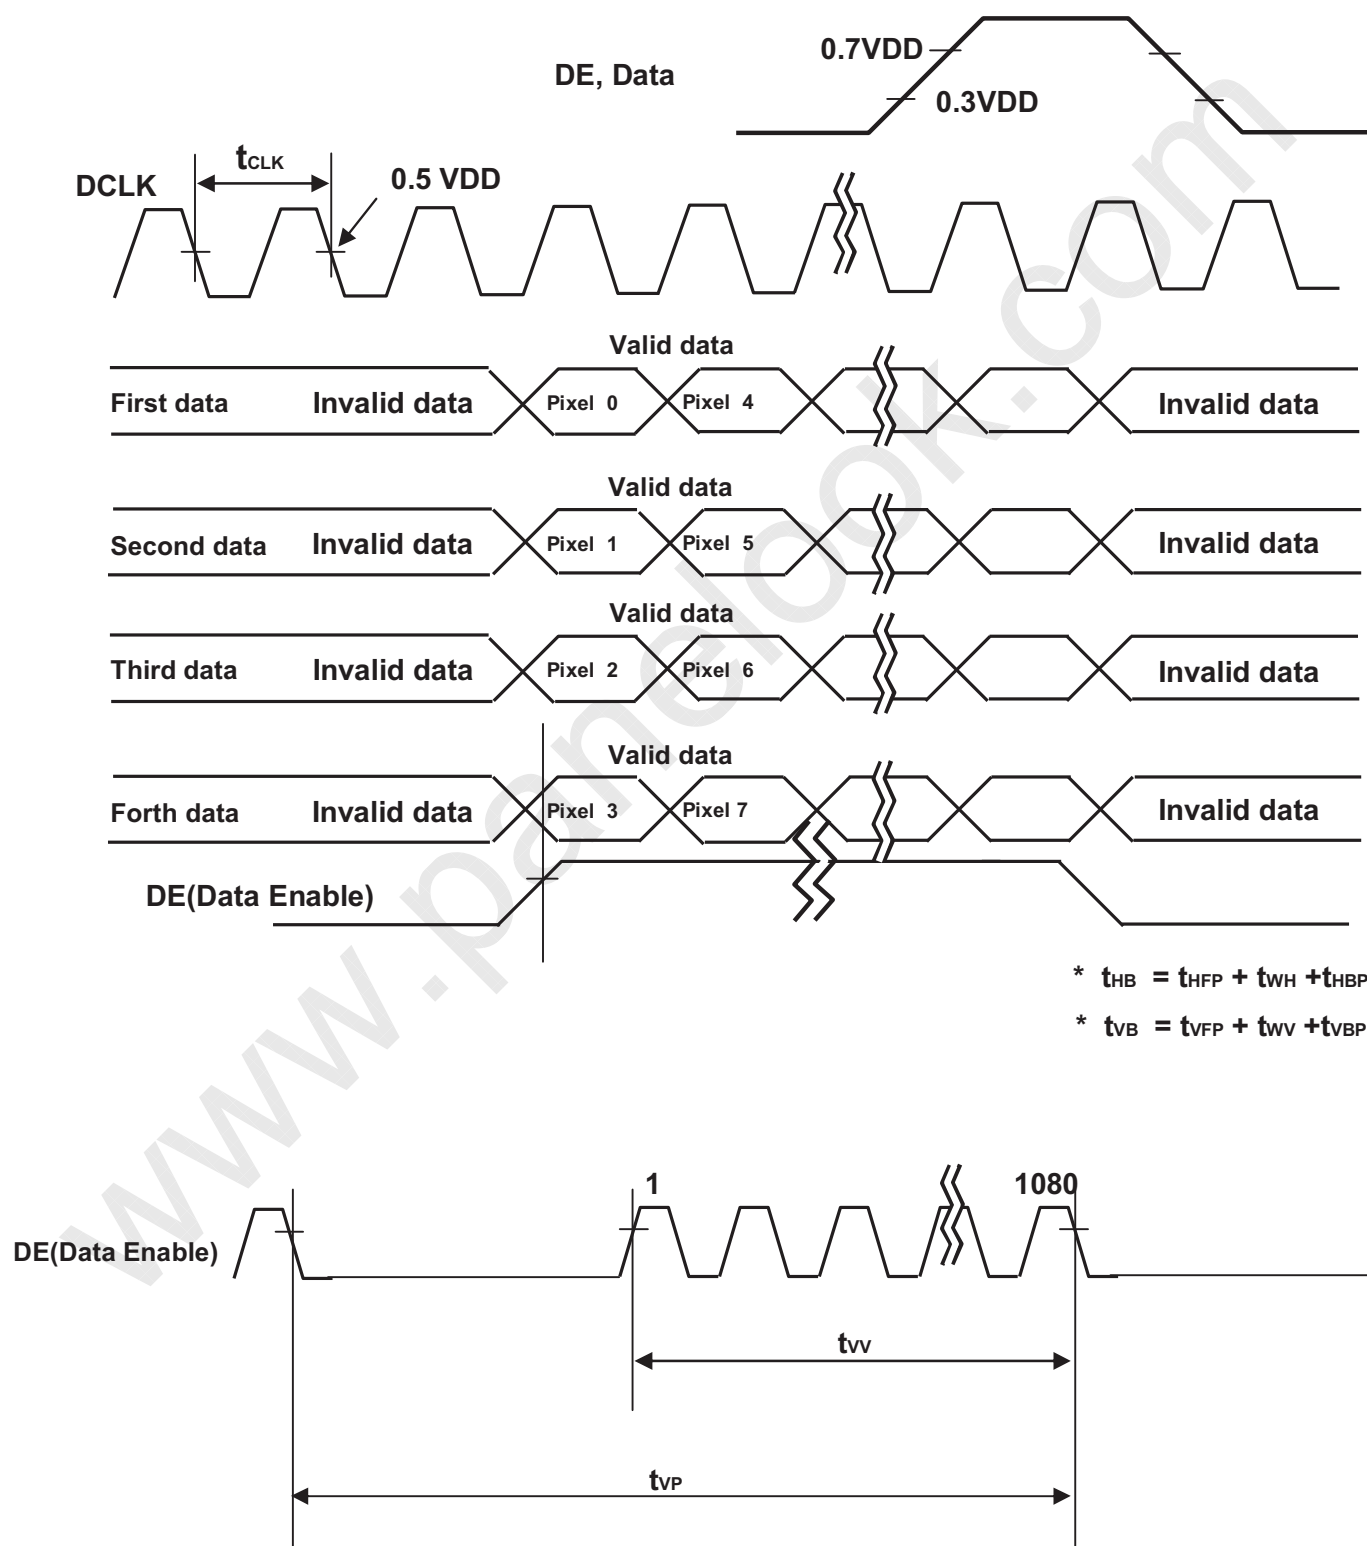 0.7VDD
DE, Data
0.3VDD
tCLK
DCLK
0.5 VDD
Valid data
First data Invalid data Pixel 0 Pixel 4 Invalid data
Valid data
Second data Invalid data Pixel 1 Pixel 5 Invalid data
Valid data
Third data Invalid data Pixel 2 Pixel 6 Invalid data
Valid data
Forth data Invalid data Pixel 3 Pixel 7 Invalid data
DE(Data Enable)
* tHB = tHFP + tWH +tHBP
* tVB = tVFP + tWV +tVBP
1 1080
DE(Data Enable)
tVV
tVP
www.panelook.com